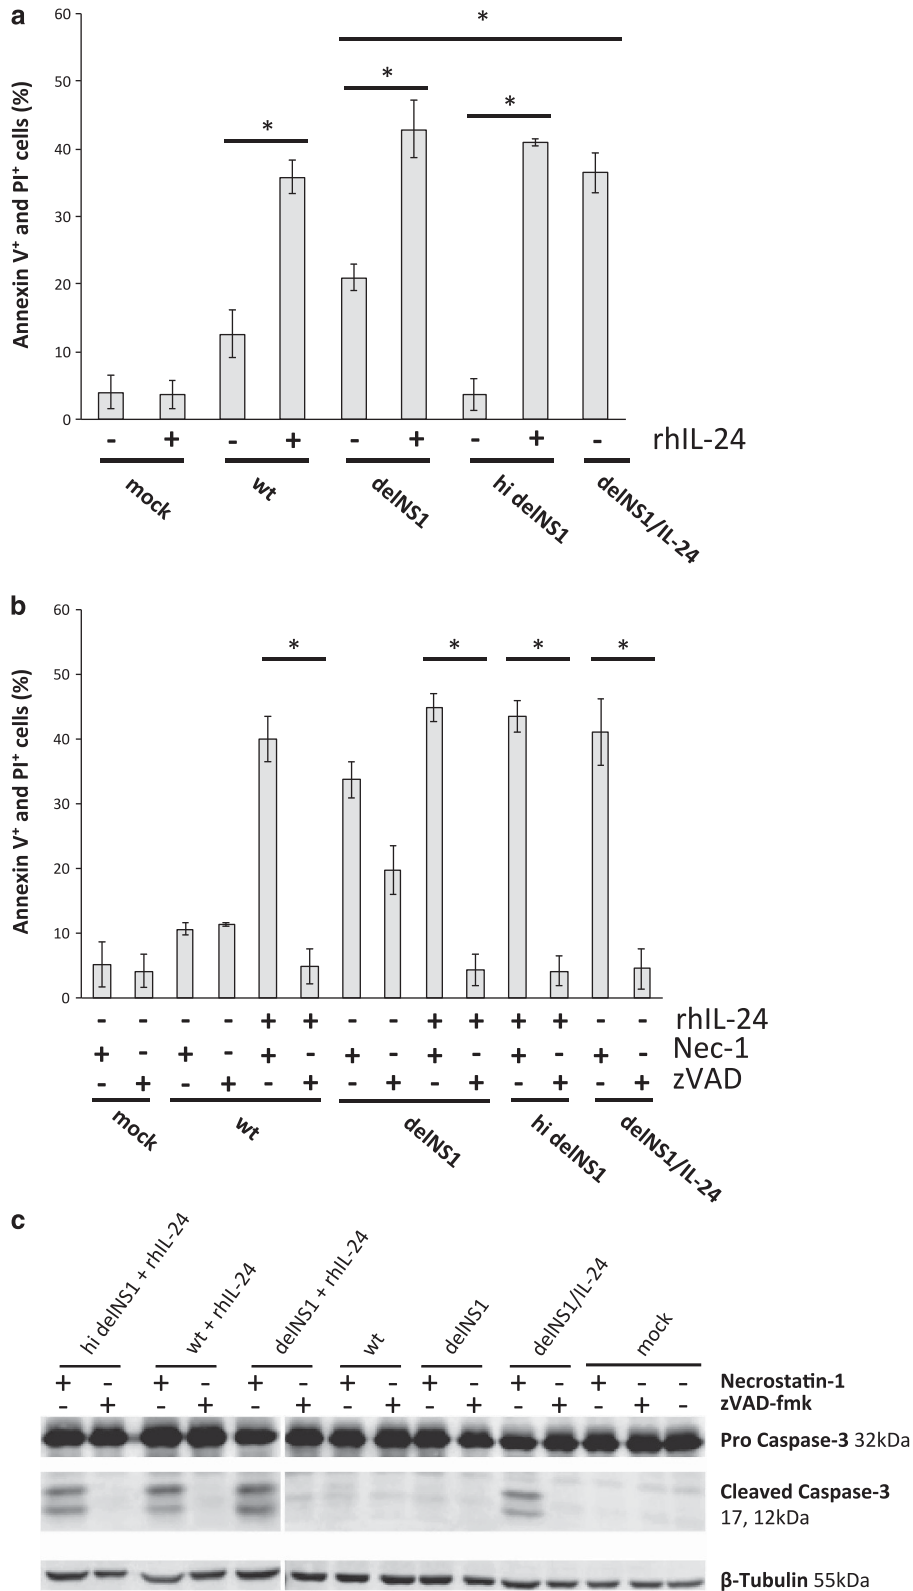 a
60
50
40
30
20
10
0
Annexin V⁺ and PI⁺ cells (%)
* * * *
- + - + - + - + - rhIL-24
mock wt delNS1 hi delNS1 delNS1/IL-24
b
60
50
40
30
20
10
0
Annexin V⁺ and PI⁺ cells (%)
* * * *
- - - - + + - - + + + + - - rhIL-24
+ - + - + - + - + - + - + - Nec-1
- + - + - + - + - + - + - + zVAD
mock wt delNS1 hi delNS1 delNS1/IL-24
c
hi delNS1 + rhIL-24 wt + rhIL-24 delNS1 + rhIL-24 wt delNS1 delNS1/IL-24 mock
+ - + - + - + - + - + - + - - Necrostatin-1
- + - + - + - + - + - + - + - zVAD-fmk
Pro Caspase-3 32kDa
Cleaved Caspase-3
17, 12kDa
β-Tubulin 55kDa